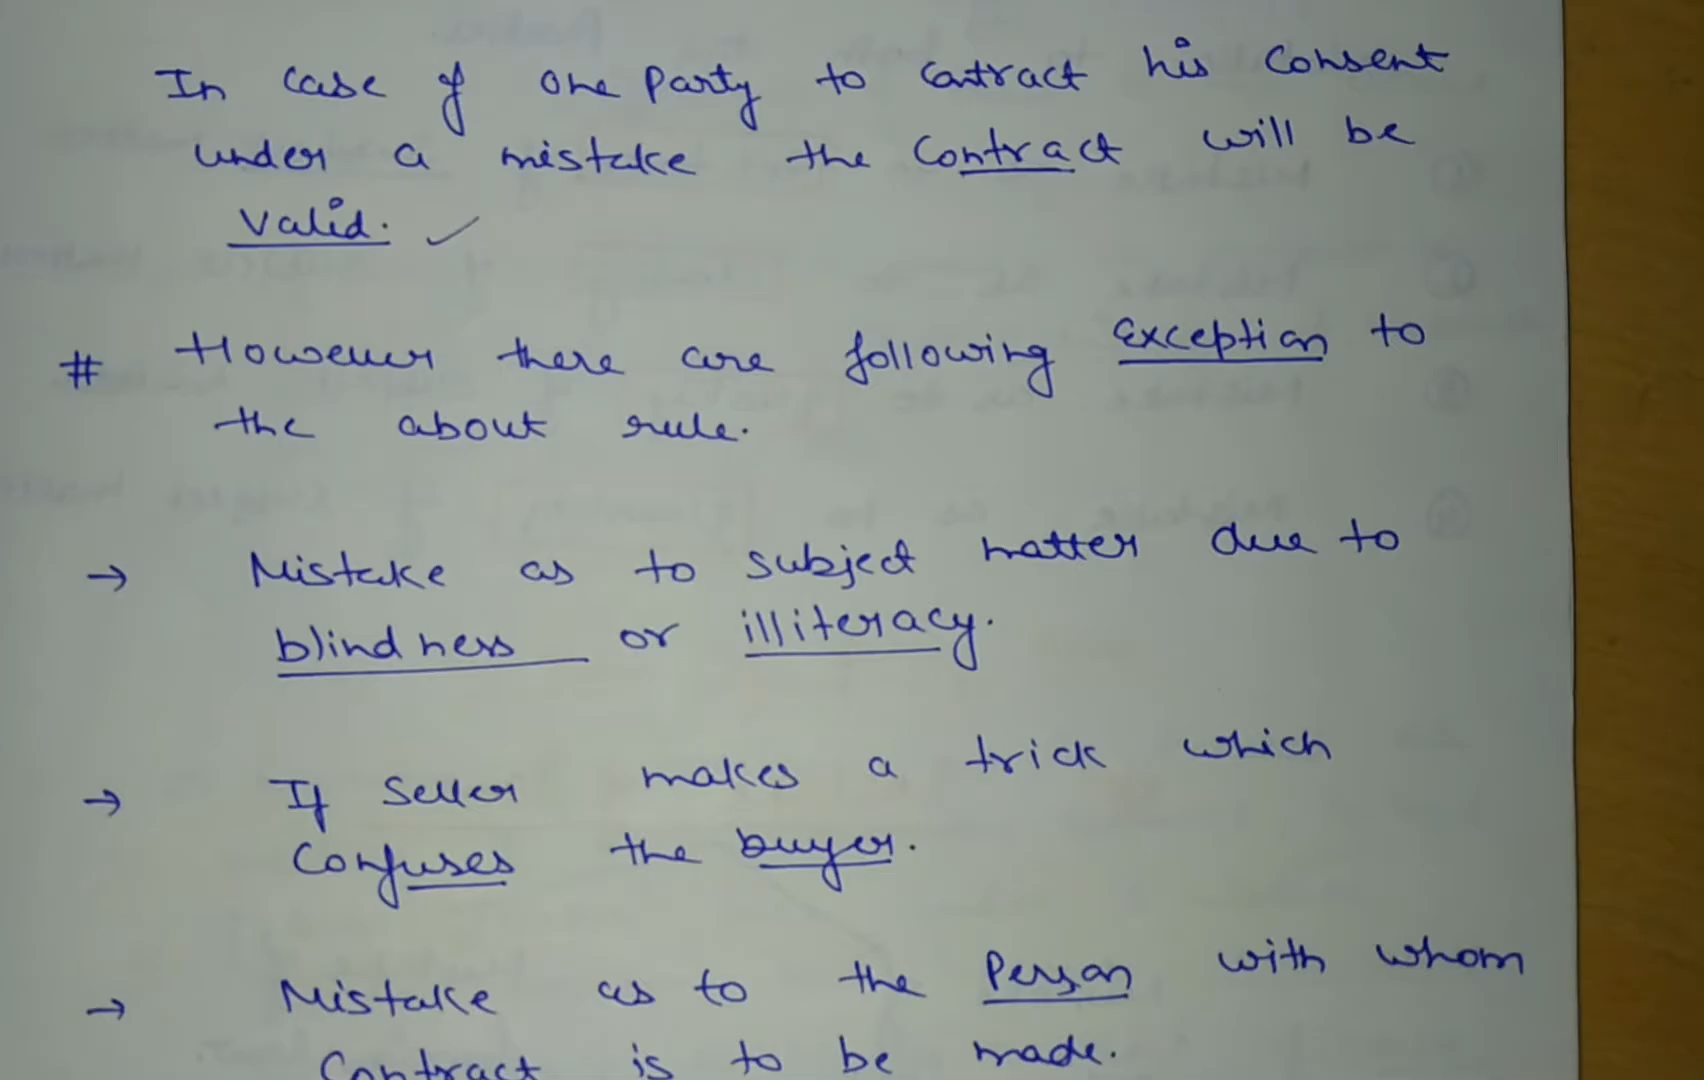 In case of one party to contract his consent
under a mistake the contract will be
valid. ✓
# However there are following exception to
the about rule.
→ Mistake as to subject matter due to
blindness or illiteracy.
→ If seller makes a trick which
confuses the buyer.
→ Mistake as to the person with whom
contract is to be made.